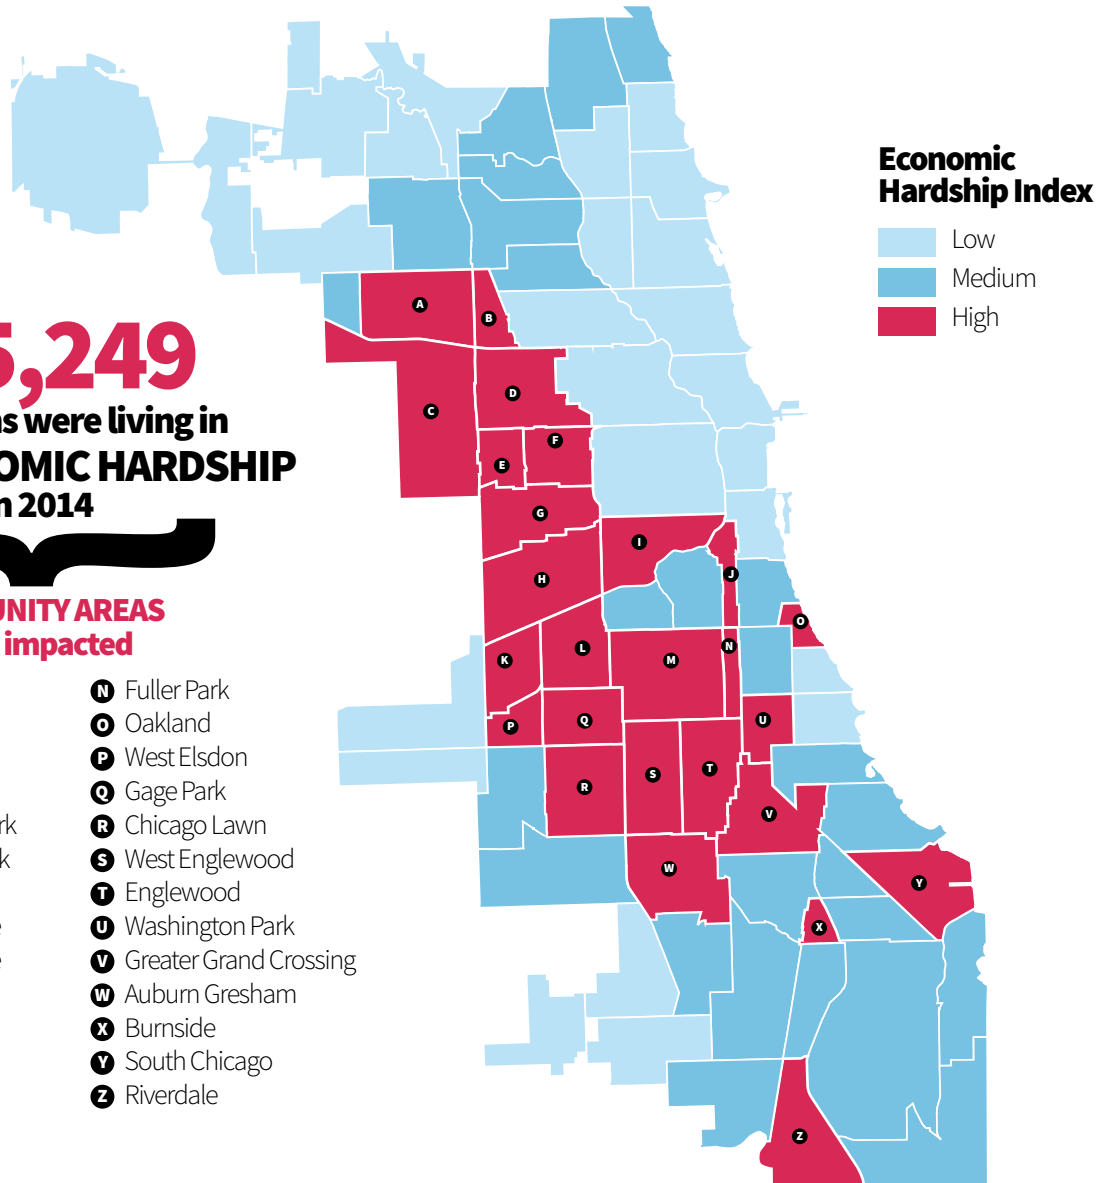 Economic
Hardship Index
Low
Medium
High
5,249
s were living in
OMIC HARDSHIP
n 2014
UNITY AREAS
impacted
N Fuller Park
O Oakland
P West Elsdon
Q Gage Park
R Chicago Lawn
S West Englewood
T Englewood
U Washington Park
V Greater Grand Crossing
W Auburn Gresham
X Burnside
Y South Chicago
Z Riverdale
rk
k
e
e
A
B
C
D
E
F
G
H
I
J
K
L
M
N
O
P
Q
R
S
T
U
V
W
X
Y
Z